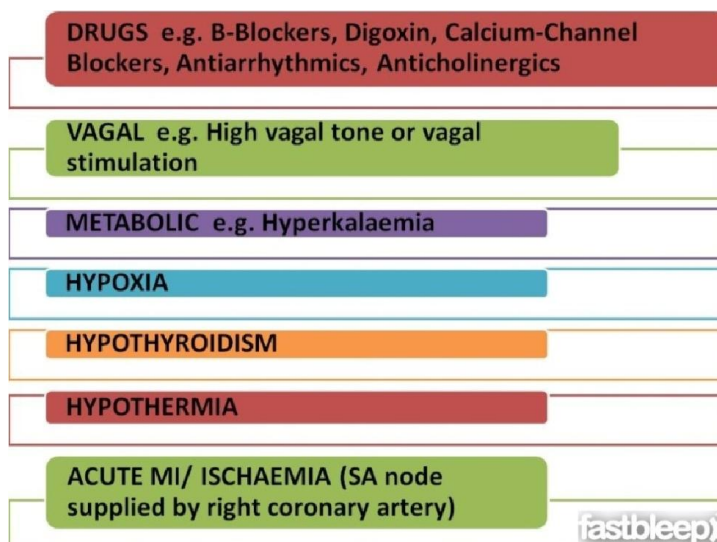 DRUGS e.g. B-Blockers, Digoxin, Calcium-Channel
Blockers, Antiarrhythmics, Anticholinergics
VAGAL e.g. High vagal tone or vagal
stimulation
METABOLIC e.g. Hyperkalaemia
HYPOXIA
HYPOTHYROIDISM
HYPOTHERMIA
ACUTE MI/ ISCHAEMIA (SA node
supplied by right coronary artery)
fastbleep